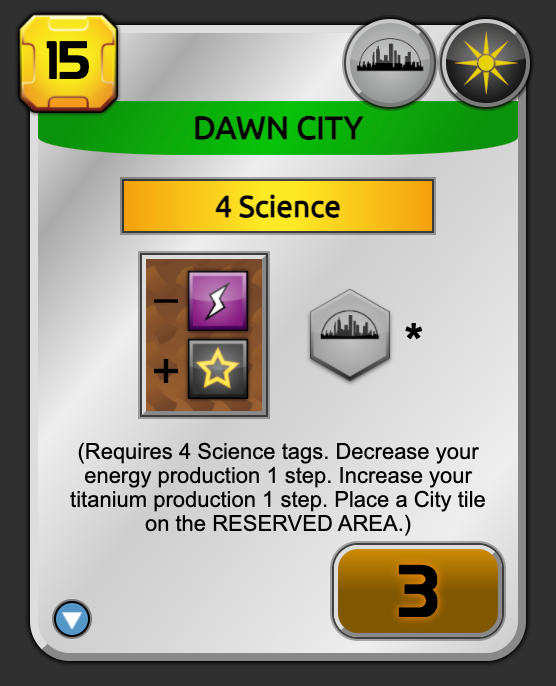 15
DAWN CITY
4 Science
−
+
*
(Requires 4 Science tags. Decrease your
energy production 1 step. Increase your
titanium production 1 step. Place a City tile
on the RESERVED AREA.)
3